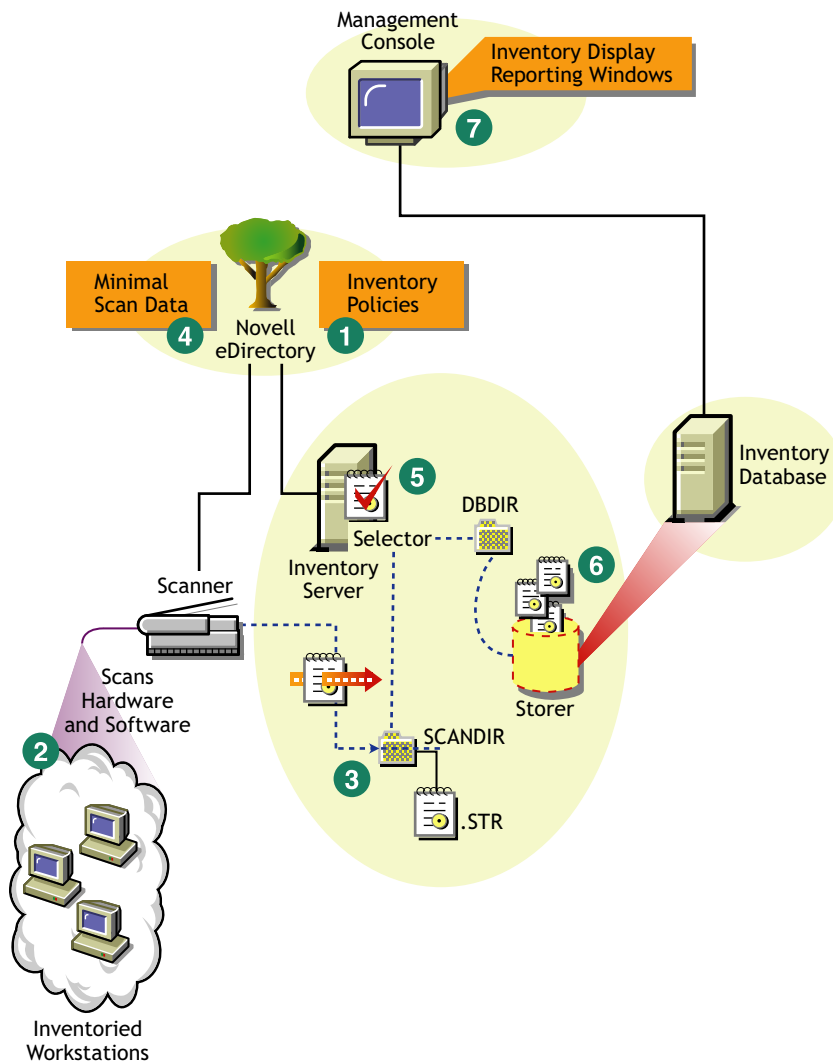 Management
Console
Inventory Display
Reporting Windows
7
Minimal
Scan Data
4
Novell
eDirectory
Inventory
Policies
1
5
Selector
Inventory
Server
DBDIR
6
Storer
Inventory
Database
Scanner
Scans
Hardware
and Software
2
3
SCANDIR
.STR
Inventoried
Workstations